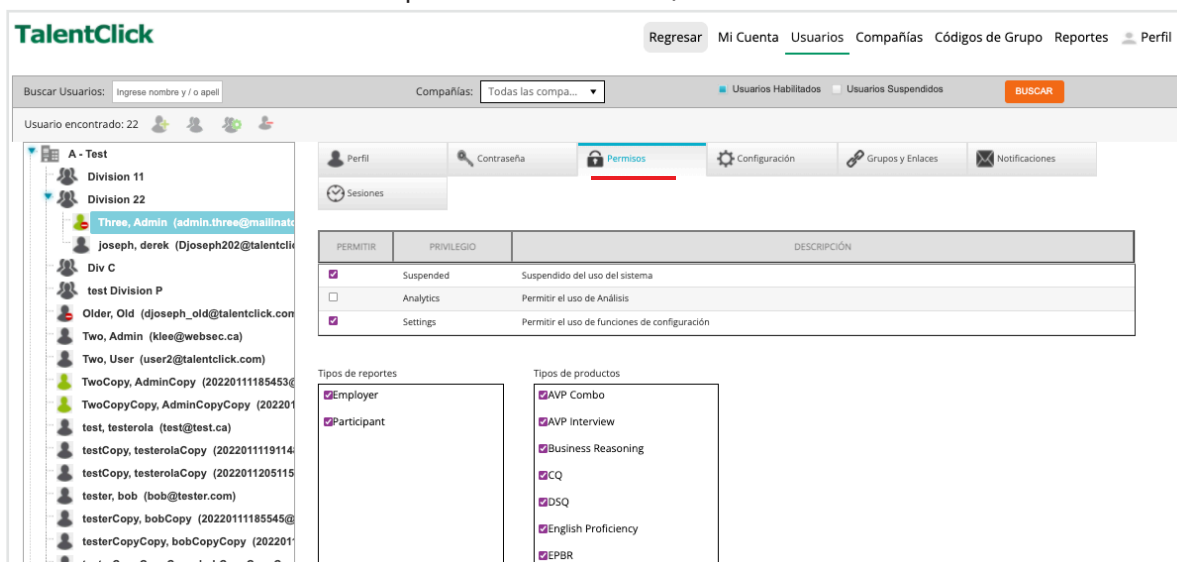 TalentClick
Regresar Mi Cuenta Usuarios Compañías Códigos de Grupo Reportes Perfil
Buscar Usuarios: Ingrese nombre y / o apell Compañías: Todas las compa... Usuarios Habilitados Usuarios Suspendidos BUSCAR
Usuario encontrado: 22
A - Test
Division 11
Division 22
Three, Admin (admin.three@mailinato
joseph, derek (Djoseph202@talentclic
Div C
test Division P
Older, Old (djoseph_old@talentclick.com
Two, Admin (klee@websec.ca)
Two, User (user2@talentclick.com)
TwoCopy, AdminCopy (20220111185453@
TwoCopyCopy, AdminCopyCopy (202201
test, testerola (test@test.ca)
testCopy, testerolaCopy (20220111191148
testCopy, testerolaCopy (2022011205115
tester, bob (bob@tester.com)
testerCopy, bobCopy (20220111185545@
testerCopyCopy, bobCopyCopy (202201
Perfil Contraseña Permisos Configuración Grupos y Enlaces Notificaciones
Sesiones
PERMITIR PRIVILEGIO DESCRIPCIÓN
Suspended Suspendido del uso del sistema
Analytics Permitir el uso de Análisis
Settings Permitir el uso de funciones de configuración
Tipos de reportes
Employer
Participant
Tipos de productos
AVP Combo
AVP Interview
Business Reasoning
CQ
DSQ
English Proficiency
EPBR